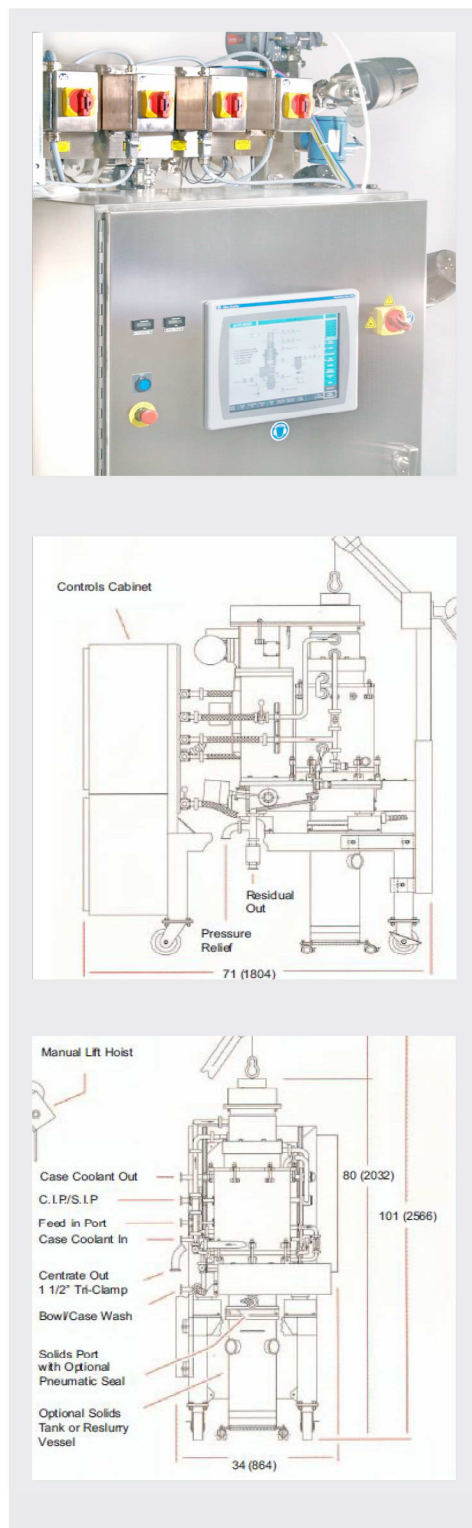 Controls Cabinet
Residual
Out
Pressure
Relief
71 (1804)
Manual Lift Hoist
Case Coolant Out
C.I.P./S.I.P
Feed in Port
Case Coolant In
Centrate Out
1 1/2" Tri-Clamp
Bowl/Case Wash
Solids Port
with Optional
Pneumatic Seal
Optional Solids
Tank or Reslurry
Vessel
80 (2032)
101 (2566)
34 (864)